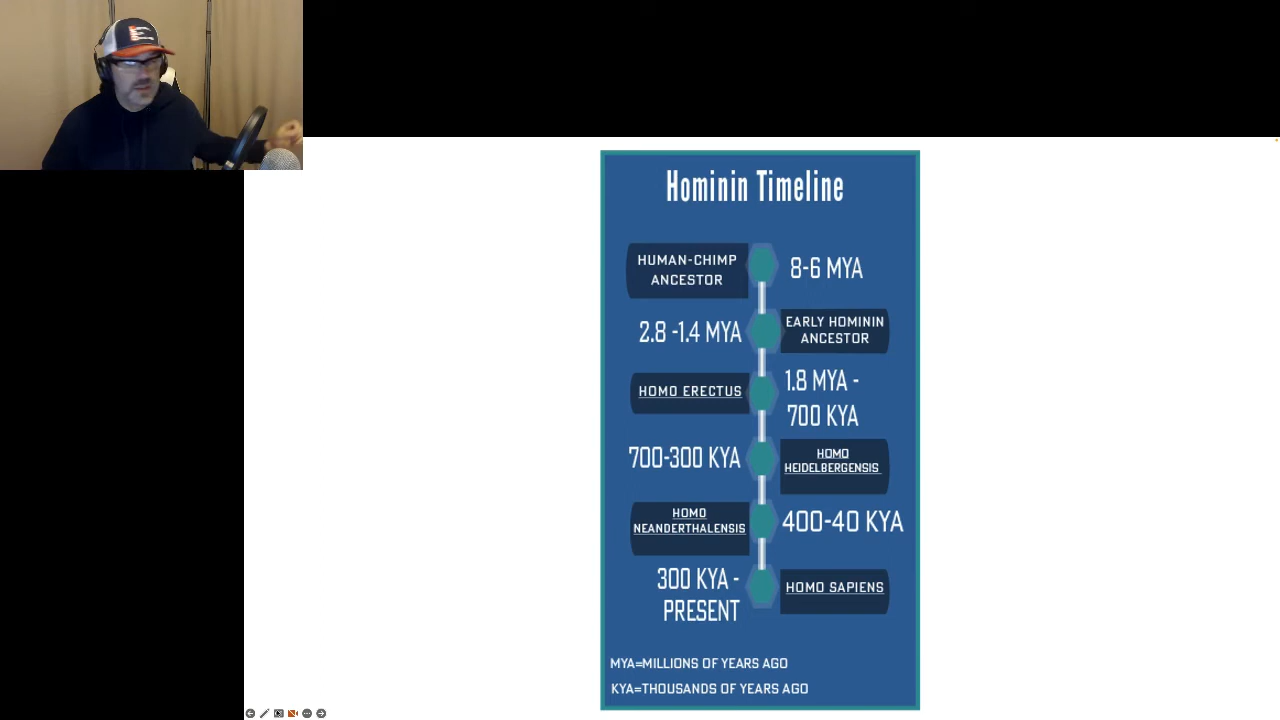 E
Hominin Timeline
HUMAN-CHIMP
ANCESTOR
8-6 MYA
2.8 -1.4 MYA
EARLY HOMININ
ANCESTOR
HOMO ERECTUS
1.8 MYA -
700 KYA
700-300 KYA
HOMO
HEIDELBERGENSIS
HOMO
NEANDERTHALENSIS
400-40 KYA
300 KYA -
PRESENT
HOMO SAPIENS
MYA=MILLIONS OF YEARS AGO
KYA=THOUSANDS OF YEARS AGO